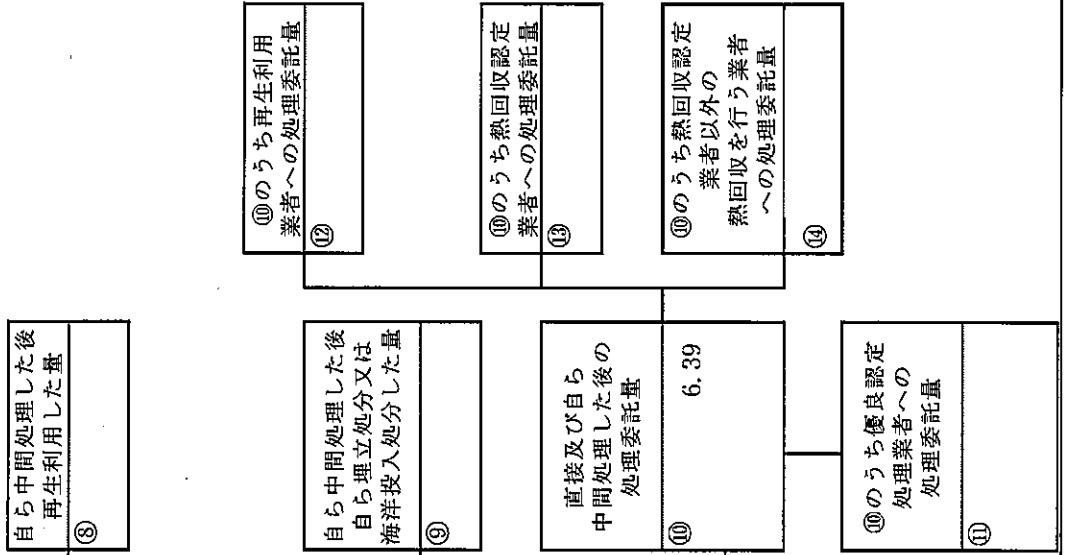 自ら中間処理した後
再生利用した量
⑧
自ら中間処理した後
自ら埋立処分又は
海洋投入処分した量
⑨
直接及び自ら
中間処理した後の
処理委託量
⑩
6.39
⑩のうち優良認定
処理業者への
処理委託量
⑪
⑩のうち再生利用
業者への処理委託量
⑫
⑩のうち熱回収認定
業者への処理委託量
⑬
⑩のうち熱回収認定
業者以外の
熱回収を行う業者
への処理委託量
⑭